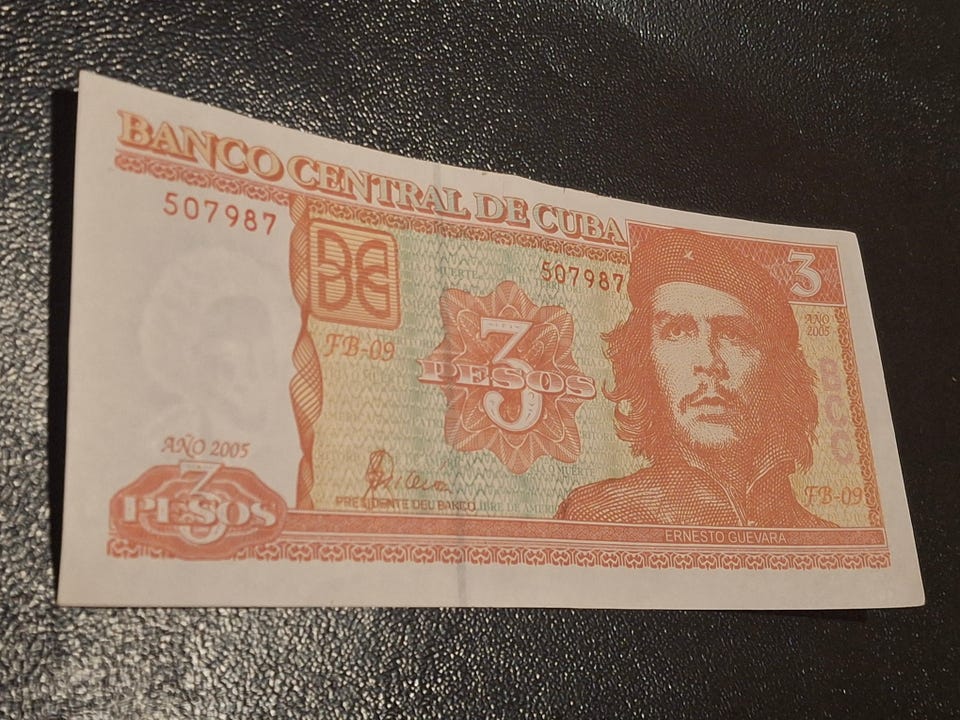 BANCO CENTRAL DE CUBA
507987
507987
3
AÑO
2005
FB-09
3
PESOS
AÑO 2005
3
PESOS
PRESIDENTE DEL BANCO
FB-09
ERNESTO GUEVARA
BCC